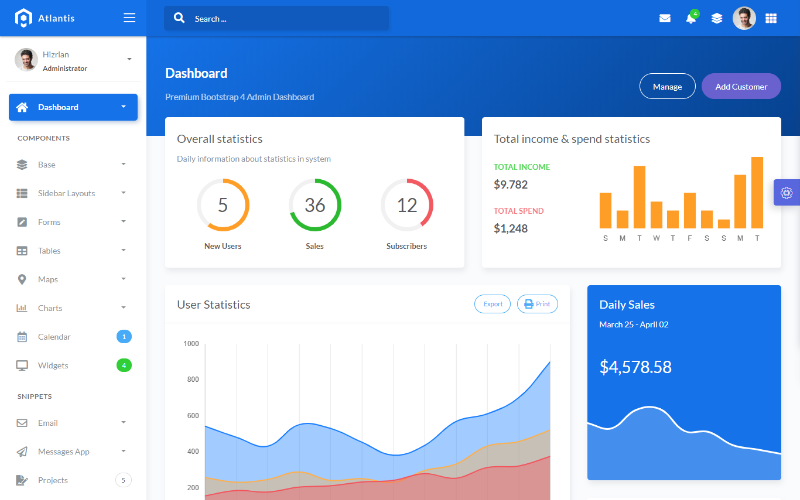 Atlantis
Search ...
4
Hizrian
Administrator
Dashboard
Premium Bootstrap 4 Admin Dashboard
Manage
Add Customer
Dashboard
COMPONENTS
Base
Sidebar Layouts
Forms
Tables
Maps
Charts
Calendar 1
Widgets 4
SNIPPETS
Email
Messages App
Projects 5
Overall statistics
Daily information about statistics in system
5 36 12
New Users Sales Subscribers
Total income & spend statistics
TOTAL INCOME
$9.782
TOTAL SPEND
$1,248
S M T W T F S S M T
User Statistics
Export Print
1000
800
600
400
200
Daily Sales
March 25 - April 02
$4,578.58